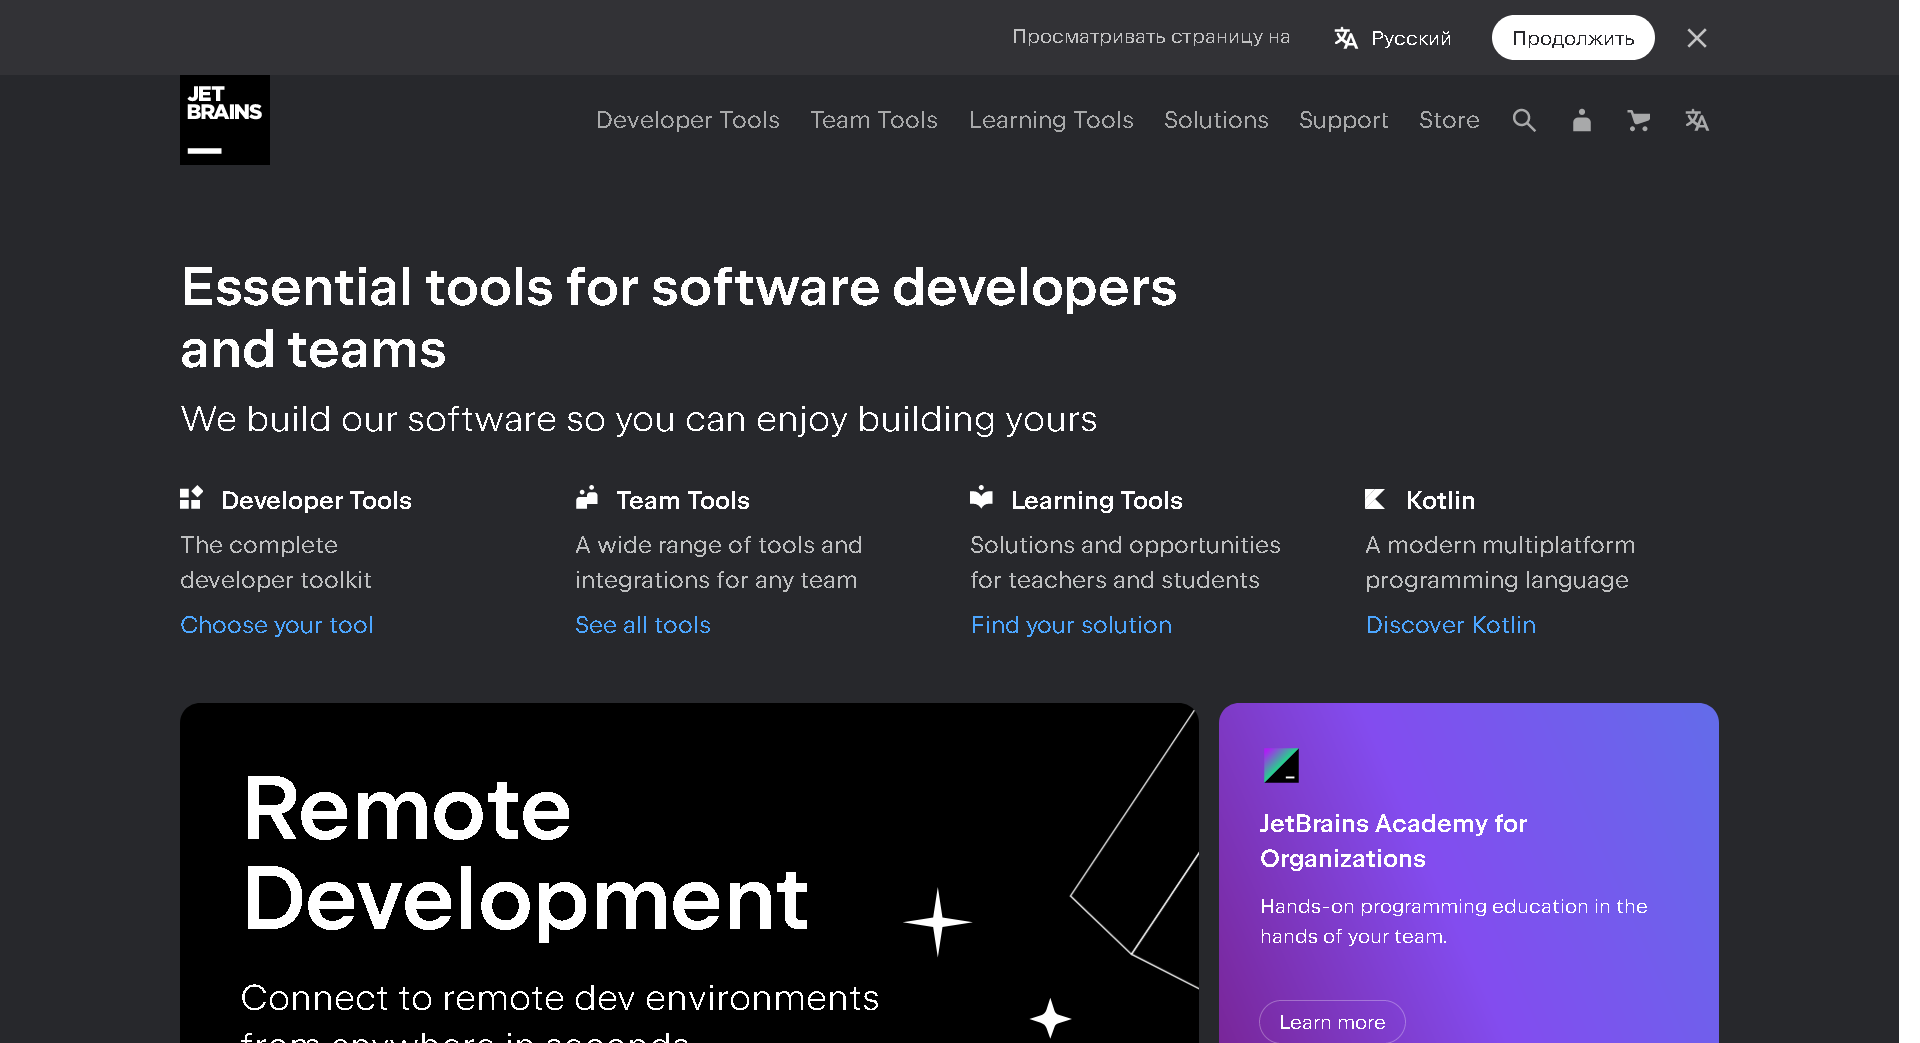 Просматривать страницу на
Русский
Продолжить
JET
BRAINS
Developer Tools
Team Tools
Learning Tools
Solutions
Support
Store
Essential tools for software developers
and teams
We build our software so you can enjoy building yours
Developer Tools
The complete
developer toolkit
Choose your tool
Team Tools
A wide range of tools and
integrations for any team
See all tools
Learning Tools
Solutions and opportunities
for teachers and students
Find your solution
Kotlin
A modern multiplatform
programming language
Discover Kotlin
Remote
Development
Connect to remote dev environments
from anywhere in seconds
JetBrains Academy for
Organizations
Hands-on programming education in the
hands of your team.
Learn more